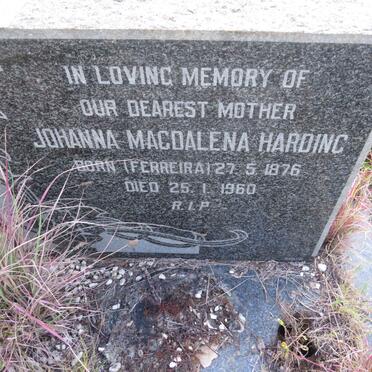 IN LOVING MEMORY OF
OUR DEAREST MOTHER
JOHANNA MAGDALENA HARDING
BORN (FERREIRA) 27. 5. 1876
DIED 25. 1. 1960
R.I.P.